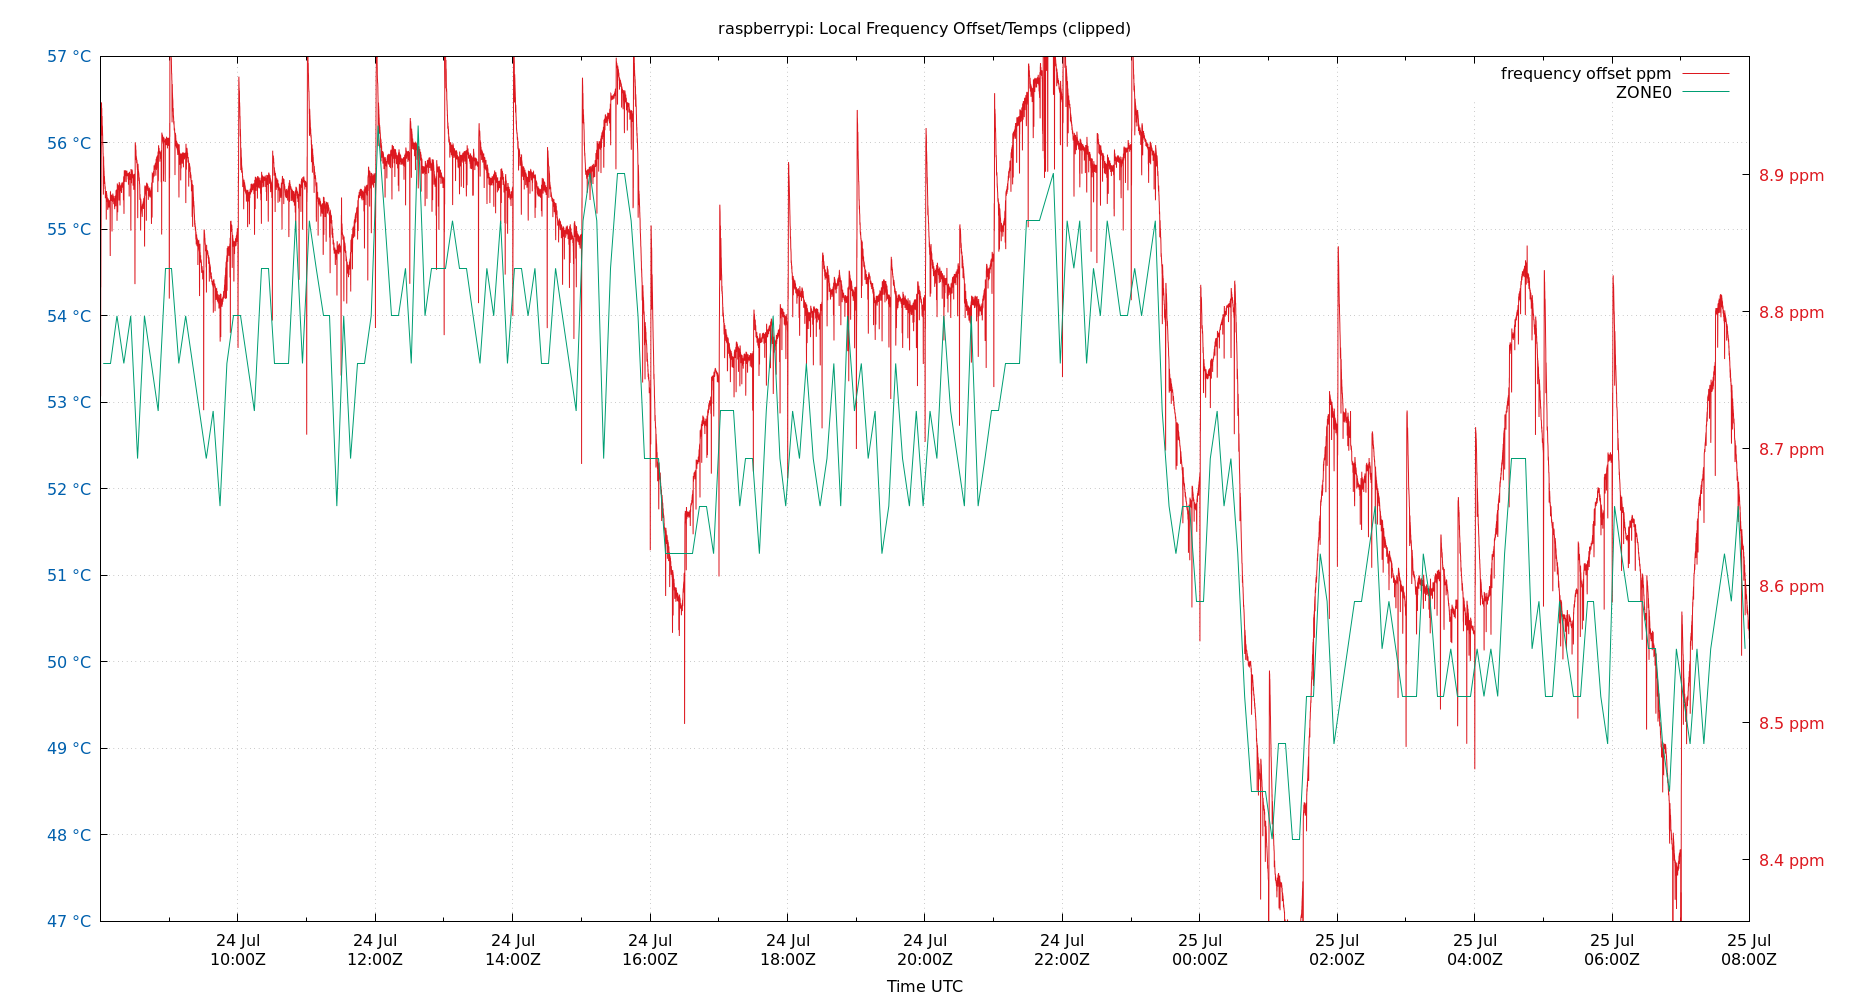 raspberrypi: Local Frequency Offset/Temps (clipped)
57 °C
56 °C
55 °C
54 °C
53 °C
52 °C
51 °C
50 °C
49 °C
48 °C
47 °C
frequency offset ppm
ZONE0
8.9 ppm
8.8 ppm
8.7 ppm
8.6 ppm
8.5 ppm
8.4 ppm
24 Jul
10:00Z
24 Jul
12:00Z
24 Jul
14:00Z
24 Jul
16:00Z
24 Jul
18:00Z
24 Jul
20:00Z
24 Jul
22:00Z
25 Jul
00:00Z
25 Jul
02:00Z
25 Jul
04:00Z
25 Jul
06:00Z
25 Jul
08:00Z
Time UTC